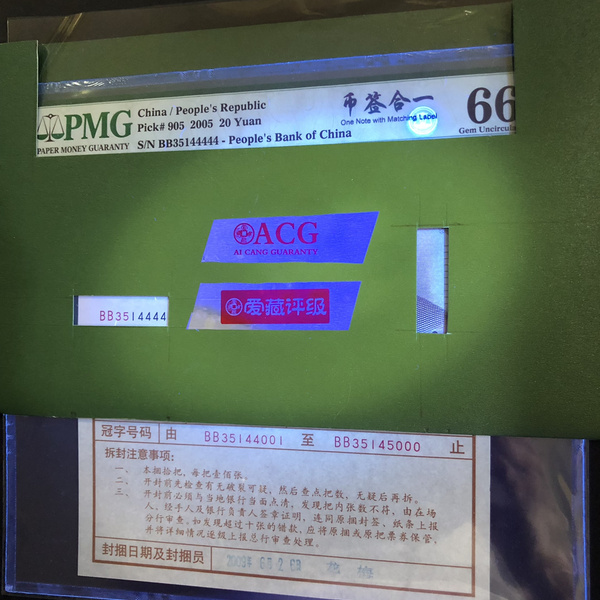 PMG
PAPER MONEY GUARANTY
China / People's Republic
Pick# 905 2005 20 Yuan
S/N BB35144444 - People's Bank of China
币签合一
One Note with Matching Label
66
Gem Uncircula
ACG
AI CANG GUARANTY
爱藏评级
BB35144444
冠字号码 由 BB35144001 至 BB35145000 止
拆封注意事项:
一、 本捆拾把,每把壹佰张。
二、 开封前先检查有无破裂可疑,然后查点把数,无疑后再拆。
三、 开封前必须与当地银行当面点清,发现把内张数不符,由在场
人、经手人及银行负责人签章证明,连同原捆封签、纸条上报
分行审查。如发现超过十张的错款,应将原捆或原把票券保管,
并将详细情况逐级上报总行审查处理。
封捆日期及封捆员